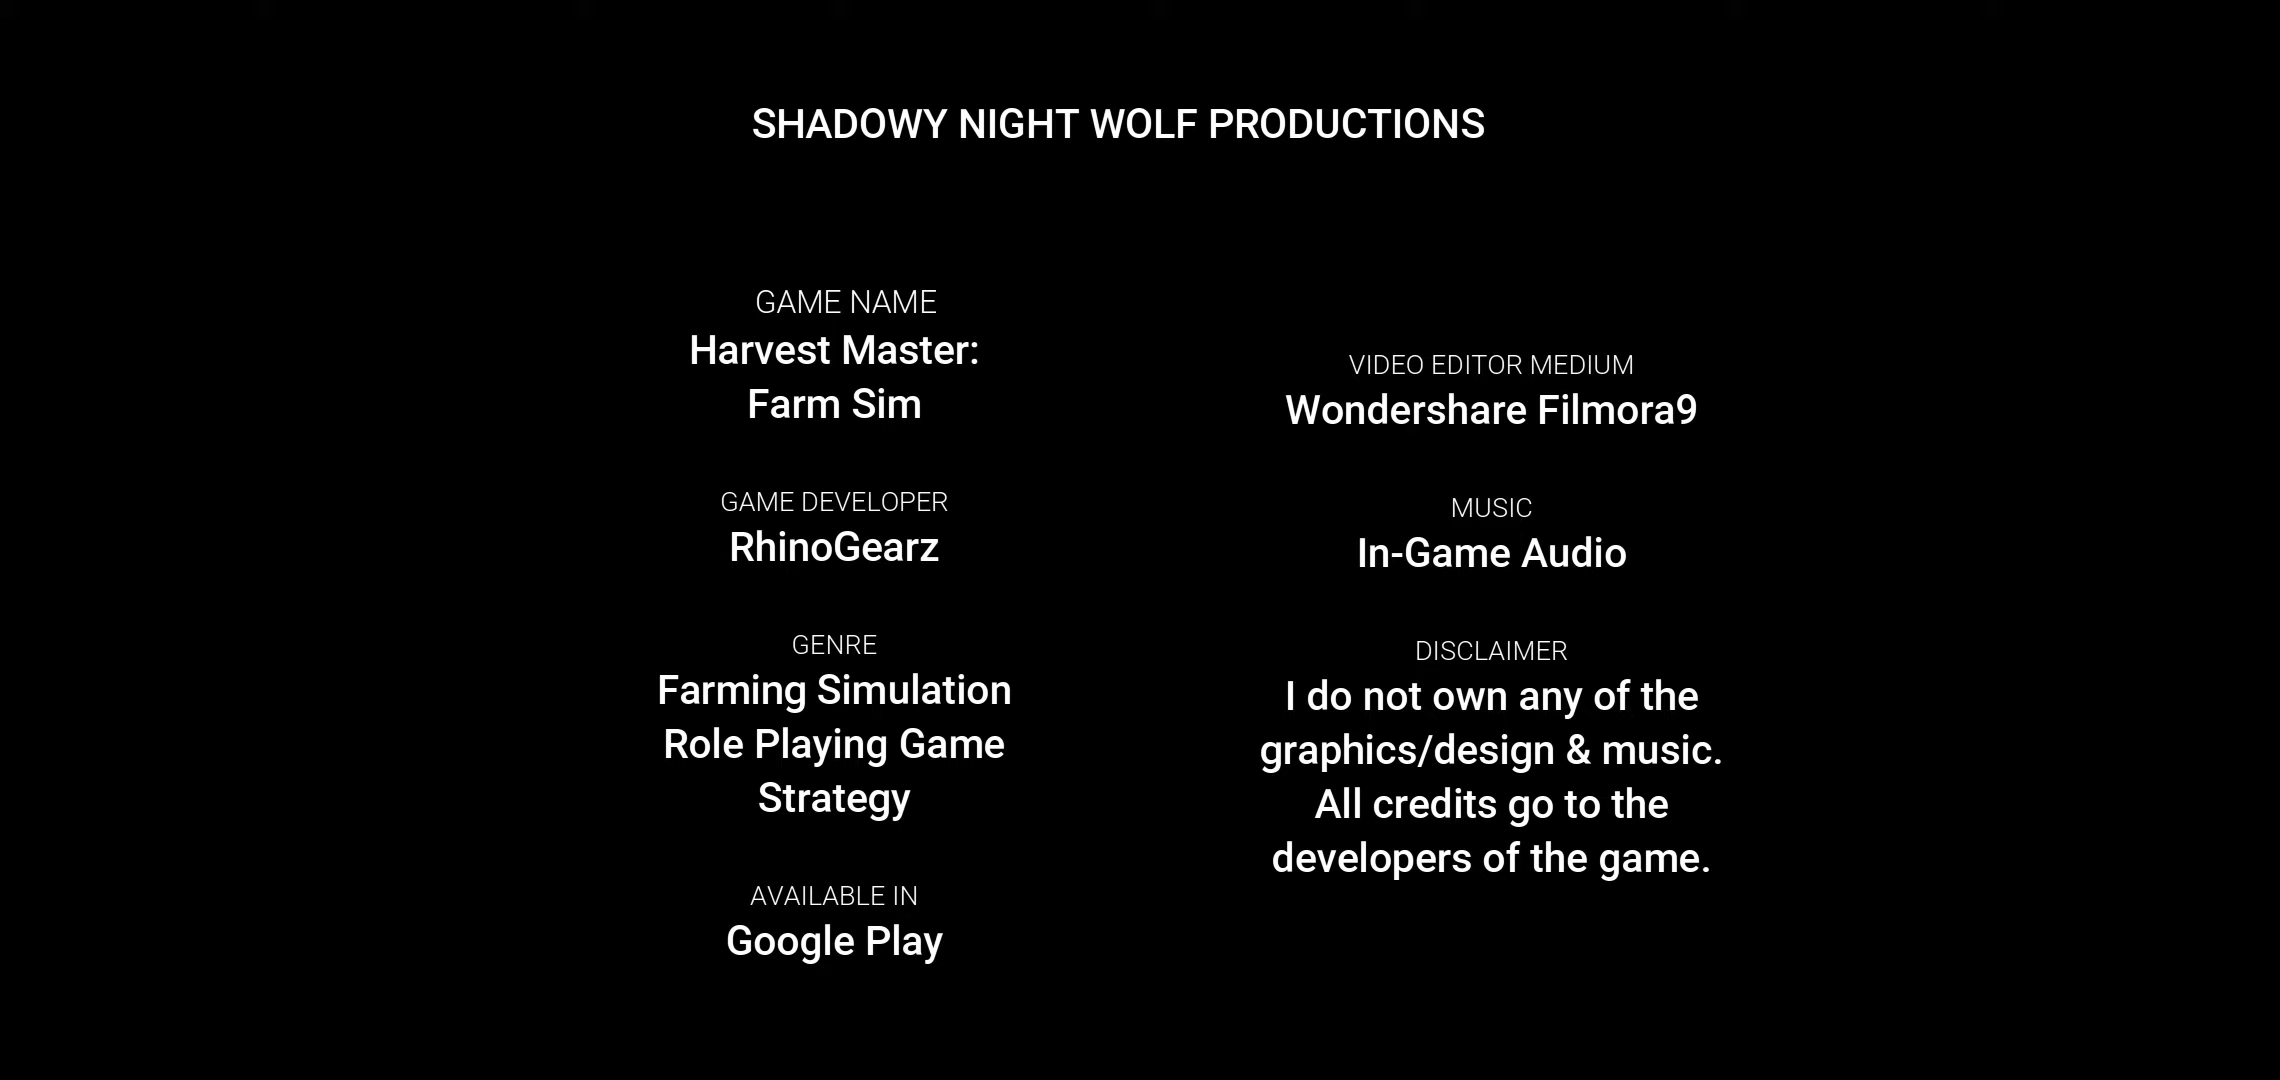 SHADOWY NIGHT WOLF PRODUCTIONS
GAME NAME
Harvest Master:
Farm Sim
GAME DEVELOPER
RhinoGearz
GENRE
Farming Simulation
Role Playing Game
Strategy
AVAILABLE IN
Google Play
VIDEO EDITOR MEDIUM
Wondershare Filmora9
MUSIC
In-Game Audio
DISCLAIMER
I do not own any of the
graphics/design & music.
All credits go to the
developers of the game.